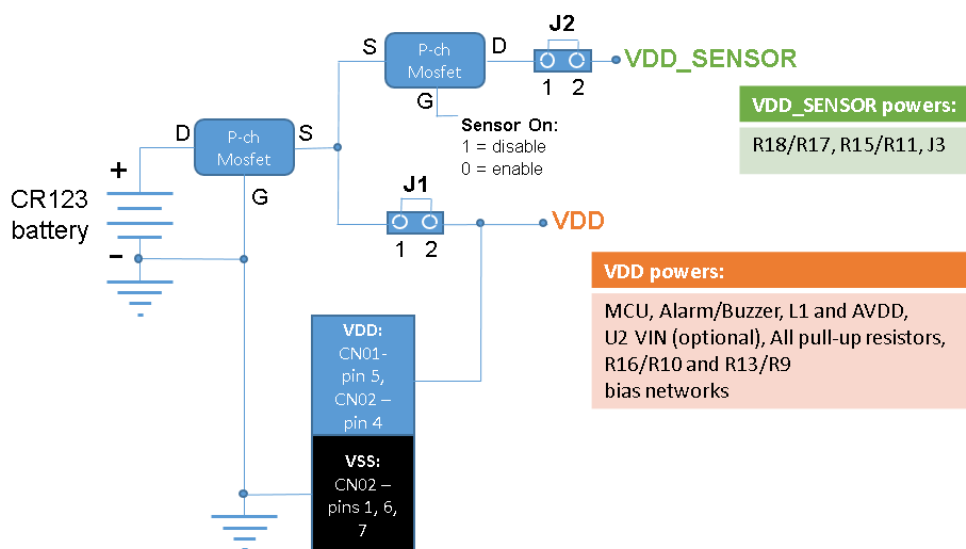 J2
S
P-ch
Mosfet
D
VDD_SENSOR
1 2
G
Sensor On:
1 = disable
0 = enable
VDD_SENSOR powers:
R18/R17, R15/R11, J3
D
P-ch
Mosfet
S
G
+
CR123
battery
–
J1
1 2
VDD
VDD powers:
MCU, Alarm/Buzzer, L1 and AVDD,
U2 VIN (optional), All pull-up resistors,
R16/R10 and R13/R9
bias networks
VDD:
CN01-
pin 5,
CN02 –
pin 4
VSS:
CN02 –
pins 1, 6,
7